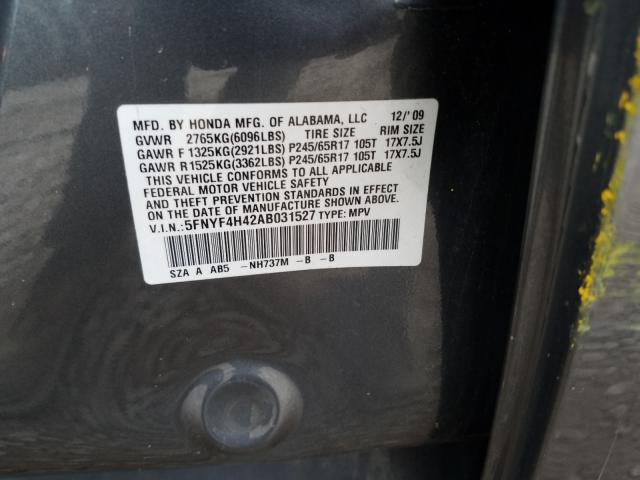 MFD. BY HONDA MFG. OF ALABAMA, LLC 12/'09
GVWR 2765KG(6096LBS) TIRE SIZE RIM SIZE
GAWR F 1325KG(2921LBS) P245/65R17 105T 17X7.5J
GAWR R1525KG(3362LBS) P245/65R17 105T 17X7.5J
THIS VEHICLE CONFORMS TO ALL APPLICABLE
FEDERAL MOTOR VEHICLE SAFETY
AND THEFT PREVENTION STANDARDS IN EFFECT
ON THE DATE OF MANUFACTURE SHOWN ABOVE.
V.I.N.:5FNYF4H42AB031527 TYPE: MPV
SZA A AB5 -NH737M -B -B